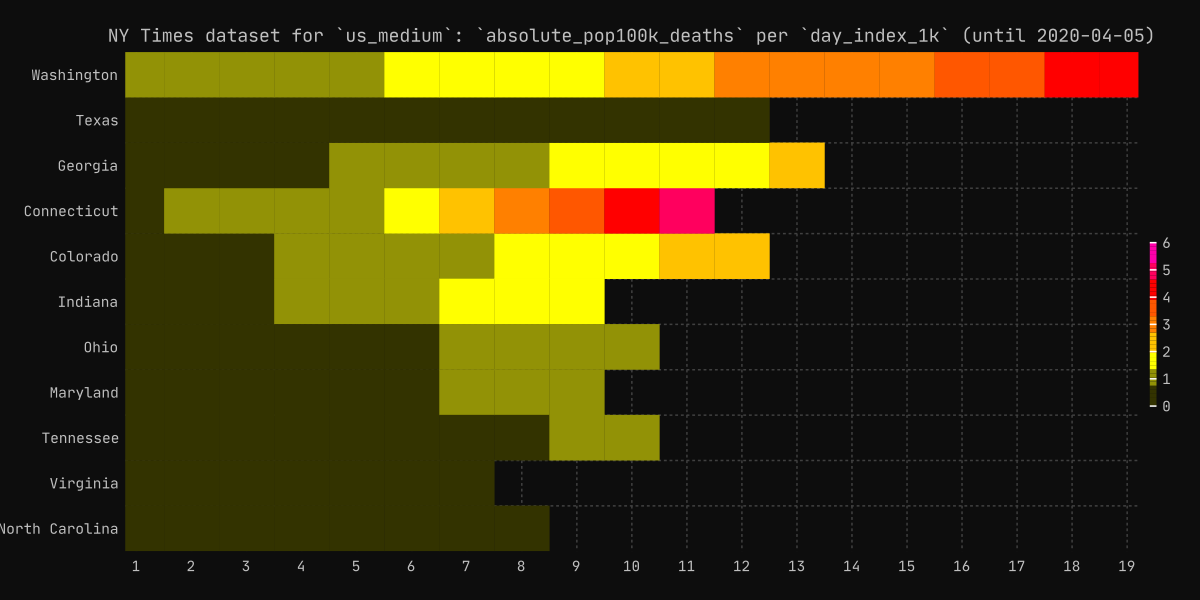 NY Times dataset for `us_medium`: `absolute_pop100k_deaths` per `day_index_1k` (until 2020-04-05)
Washington
Texas
Georgia
Connecticut
Colorado
Indiana
Ohio
Maryland
Tennessee
Virginia
North Carolina
1 2 3 4 5 6 7 8 9 10 11 12 13 14 15 16 17 18 19
6
5
4
3
2
1
0